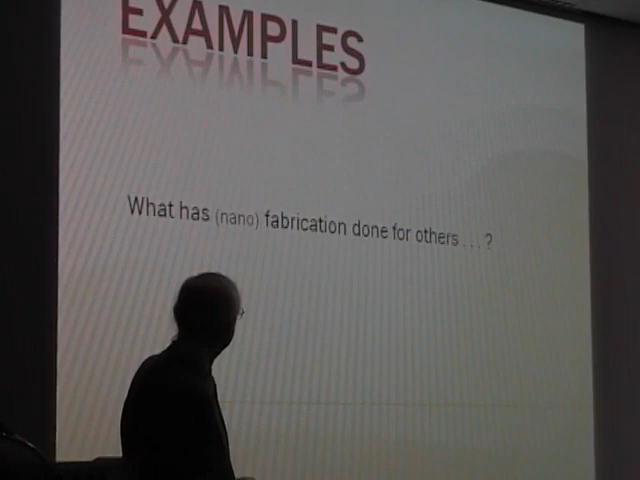 EXAMPLES
What has (nano) fabrication done for others . . . ?